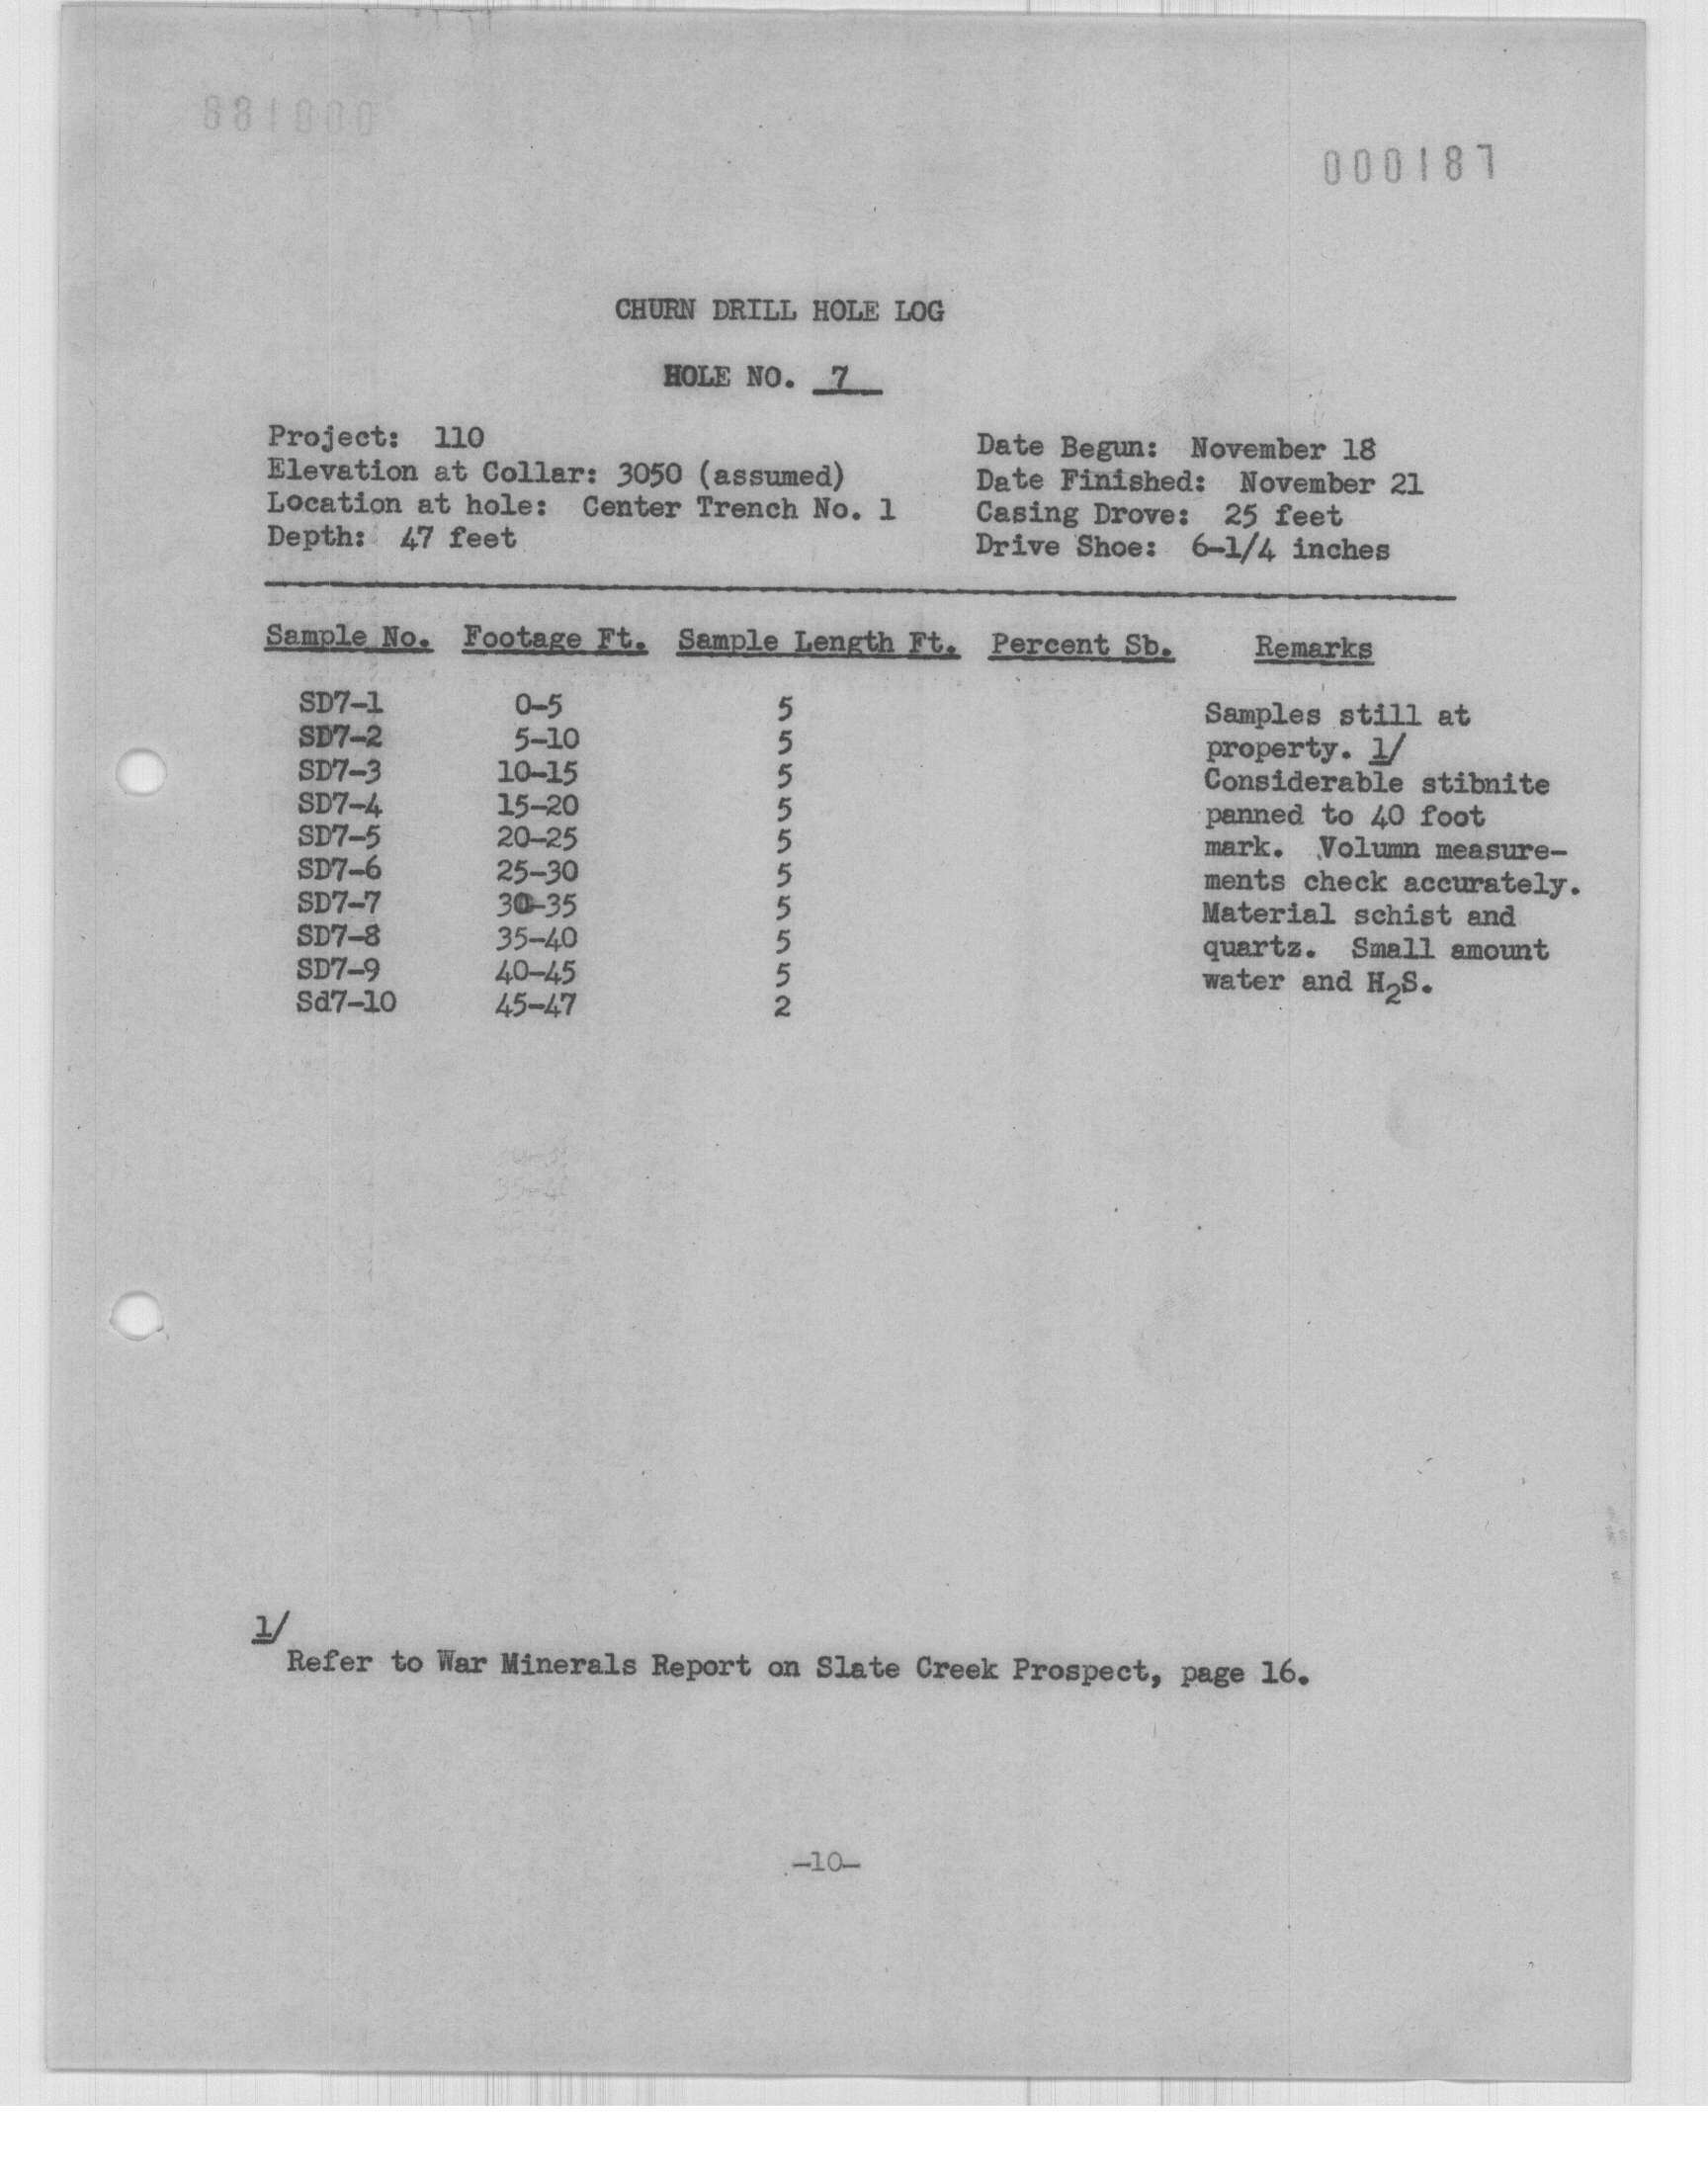 000188
000187
CHURN DRILL HOLE LOG
HOLE NO. 7
Project: 110
Elevation at Collar: 3050 (assumed)
Location at hole: Center Trench No. 1
Depth: 47 feet
Date Begun: November 18
Date Finished: November 21
Casing Drove: 25 feet
Drive Shoe: 6-1/4 inches
Sample No. Footage Ft. Sample Length Ft. Percent Sb. Remarks
SD7-1 0-5 5
SD7-2 5-10 5
SD7-3 10-15 5
SD7-4 15-20 5
SD7-5 20-25 5
SD7-6 25-30 5
SD7-7 30-35 5
SD7-8 35-40 5
SD7-9 40-45 5
Sd7-10 45-47 2
Samples still at
property. 1/
Considerable stibnite
panned to 40 foot
mark. Volumn measure-
ments check accurately.
Material schist and
quartz. Small amount
water and H2S.
1/
Refer to War Minerals Report on Slate Creek Prospect, page 16.
-10-